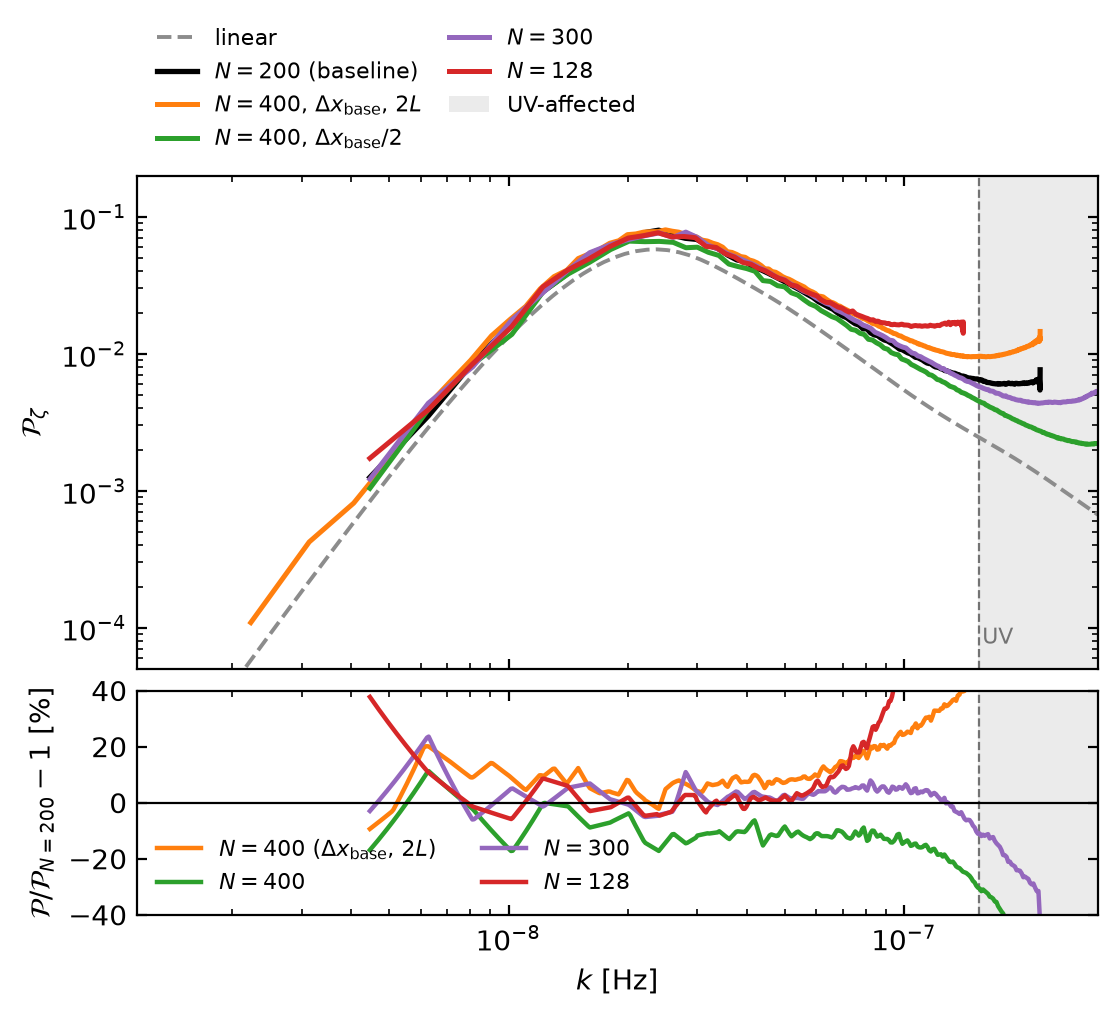 linear
N = 200 (baseline)
N = 400, Δx_base, 2L
N = 400, Δx_base/2
N = 300
N = 128
UV-affected
10⁻¹
10⁻²
10⁻³
10⁻⁴
𝒫_ζ
UV
40
20
0
−20
−40
𝒫/𝒫_{N=200} − 1 [%]
N = 400 (Δx_base, 2L)
N = 400
N = 300
N = 128
10⁻⁸
10⁻⁷
k [Hz]